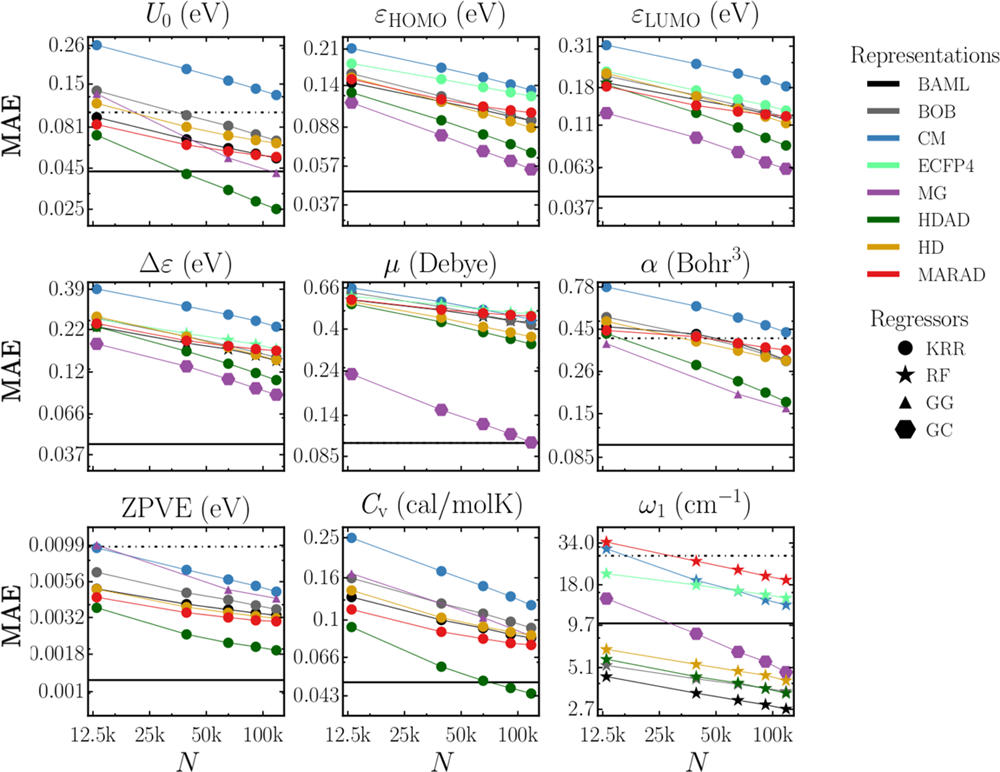 U₀ (eV)
ε_HOMO (eV)
ε_LUMO (eV)
MAE
0.26
0.15
0.081
0.045
0.025
0.21
0.14
0.088
0.057
0.037
0.31
0.18
0.11
0.063
0.037
Representations
BAML
BOB
CM
ECFP4
MG
HDAD
HD
MARAD
Regressors
KRR
RF
GG
GC
Δε (eV)
μ (Debye)
α (Bohr³)
MAE
0.39
0.22
0.12
0.066
0.037
0.66
0.4
0.24
0.14
0.085
0.78
0.45
0.26
0.15
0.085
ZPVE (eV)
C_v (cal/molK)
ω₁ (cm⁻¹)
MAE
0.0099
0.0056
0.0032
0.0018
0.001
0.25
0.16
0.1
0.066
0.043
34.0
18.0
9.7
5.1
2.7
12.5k 25k 50k 100k
12.5k 25k 50k 100k
12.5k 25k 50k 100k
N
N
N